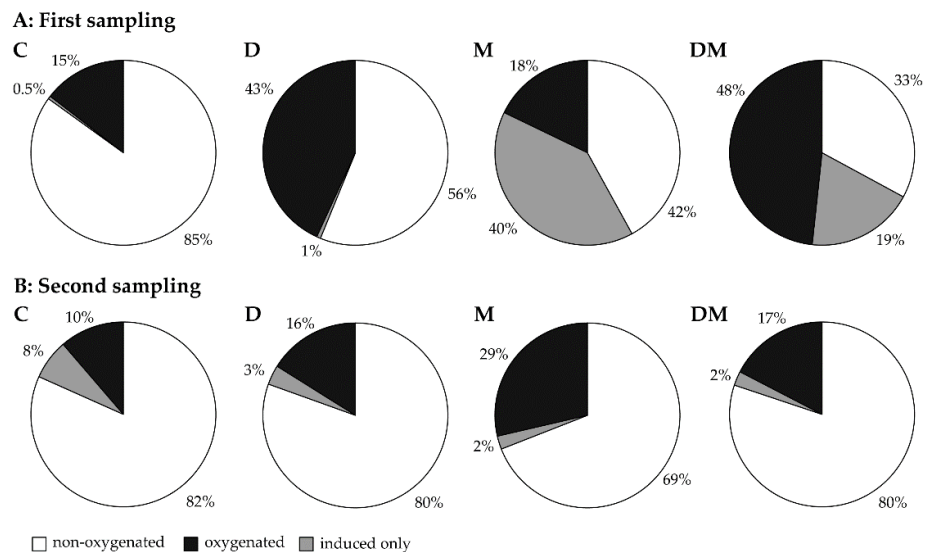 A: First sampling
C D M DM
15% 43% 18% 48% 33%
0.5%
56%
42%
85% 1% 40% 19%
B: Second sampling
C D M DM
10% 16% 29% 17%
8% 3% 2% 2%
82% 80% 69% 80%
non-oxygenated oxygenated induced only